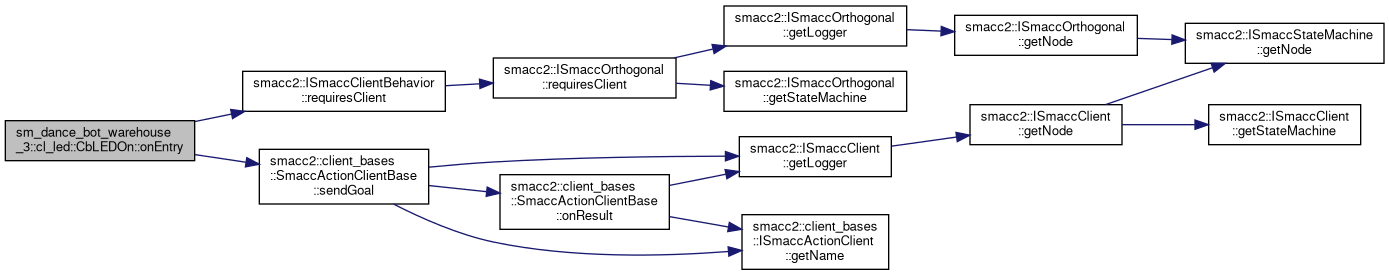 sm_dance_bot_warehouse
_3::cl_led::CbLEDOn::onEntry
smacc2::ISmaccClientBehavior
::requiresClient
smacc2::ISmaccOrthogonal
::requiresClient
smacc2::ISmaccOrthogonal
::getLogger
smacc2::ISmaccOrthogonal
::getNode
smacc2::ISmaccStateMachine
::getNode
smacc2::ISmaccOrthogonal
::getStateMachine
smacc2::client_bases
::SmaccActionClientBase
::sendGoal
smacc2::client_bases
::SmaccActionClientBase
::onResult
smacc2::ISmaccClient
::getLogger
smacc2::ISmaccClient
::getNode
smacc2::ISmaccClient
::getStateMachine
smacc2::client_bases
::ISmaccActionClient
::getName